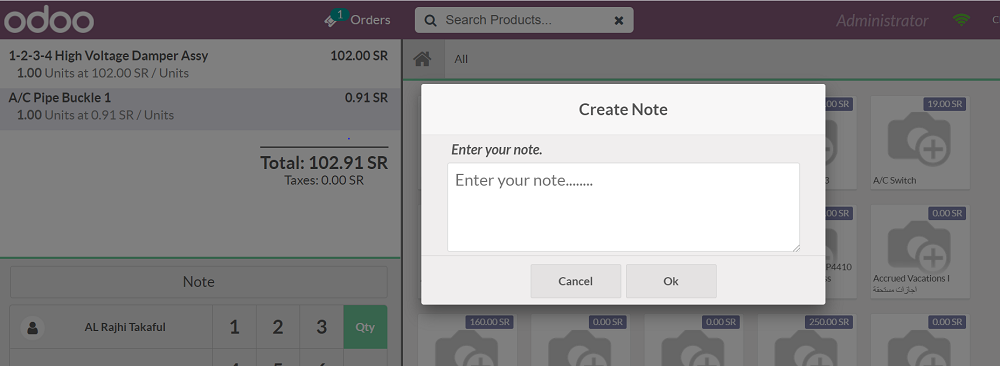 odoo
1 Orders
Search Products...
Administrator
C
1-2-3-4 High Voltage Damper Assy 102.00 SR
1.00 Units at 102.00 SR / Units
A/C Pipe Buckle 1 0.91 SR
1.00 Units at 0.91 SR / Units
Total: 102.91 SR
Taxes: 0.00 SR
All
Create Note
Enter your note.
Enter your note........
Cancel Ok
.00 SR 19.00 SR
3 A/C Switch
0.00 SR 0.00 SR
P4410 Accrued Vacations l
ss اجازات مستحقة
160.00 SR 0.00 SR 0.00 SR 250.00 SR 0.00 SR
Note
AL Rajhi Takaful 1 2 3 Qty